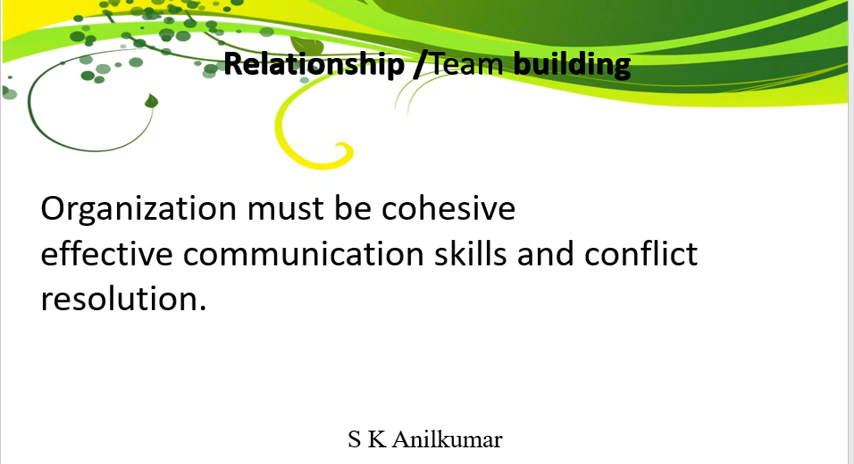 Relationship /Team building
Organization must be cohesive
effective communication skills and conflict
resolution.
S K Anilkumar